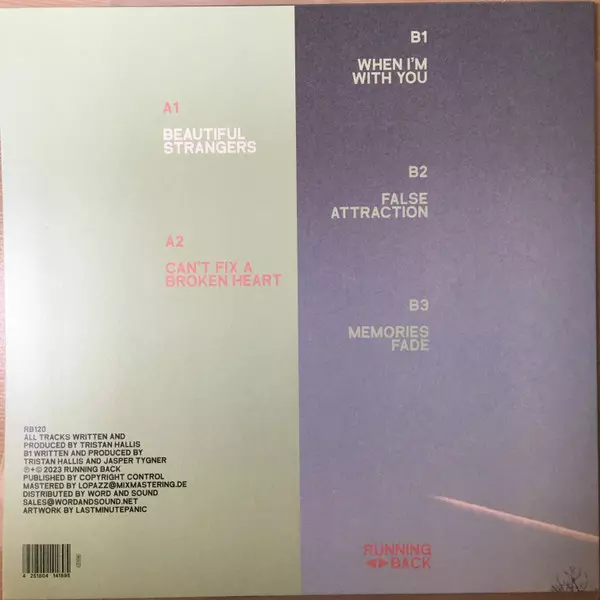 A1
BEAUTIFUL
STRANGERS
A2
CAN'T FIX A
BROKEN HEART
B1
WHEN I'M
WITH YOU
B2
FALSE
ATTRACTION
B3
MEMORIES
FADE
RB120
ALL TRACKS WRITTEN AND
PRODUCED BY TRISTAN HALLIS
B1 WRITTEN AND PRODUCED BY
TRISTAN HALLIS AND JASPER TYGNER
℗+© 2023 RUNNING BACK
PUBLISHED BY COPYRIGHT CONTROL
MASTERED BY LOPAZZ@MIXMASTERING.DE
DISTRIBUTED BY WORD AND SOUND
SALES@WORDANDSOUND.NET
ARTWORK BY LASTMINUTEPANIC
RUNNING
BACK